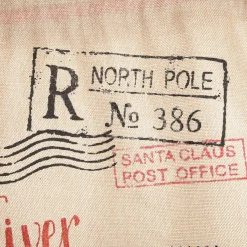 R
NORTH POLE
No 386
SANTA CLAUS
POST OFFICE